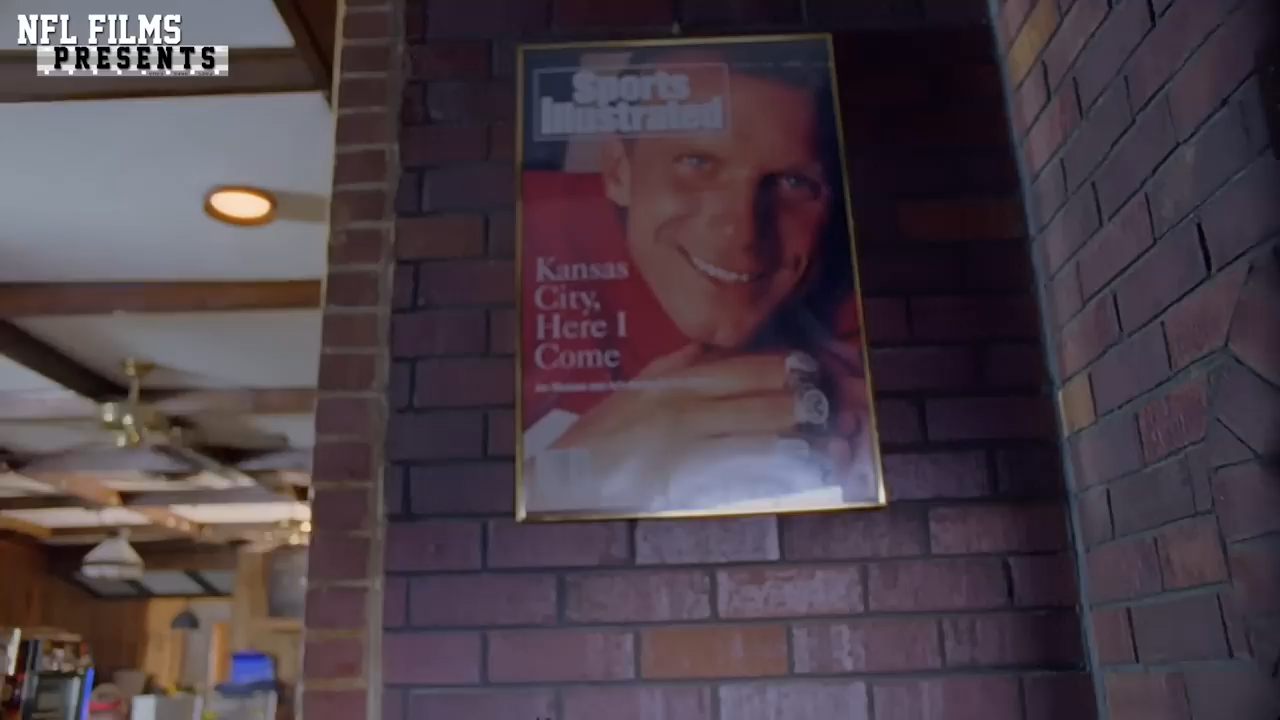 NFL FILMS
PRESENTS
Sports
Illustrated
Kansas
City,
Here I
Come